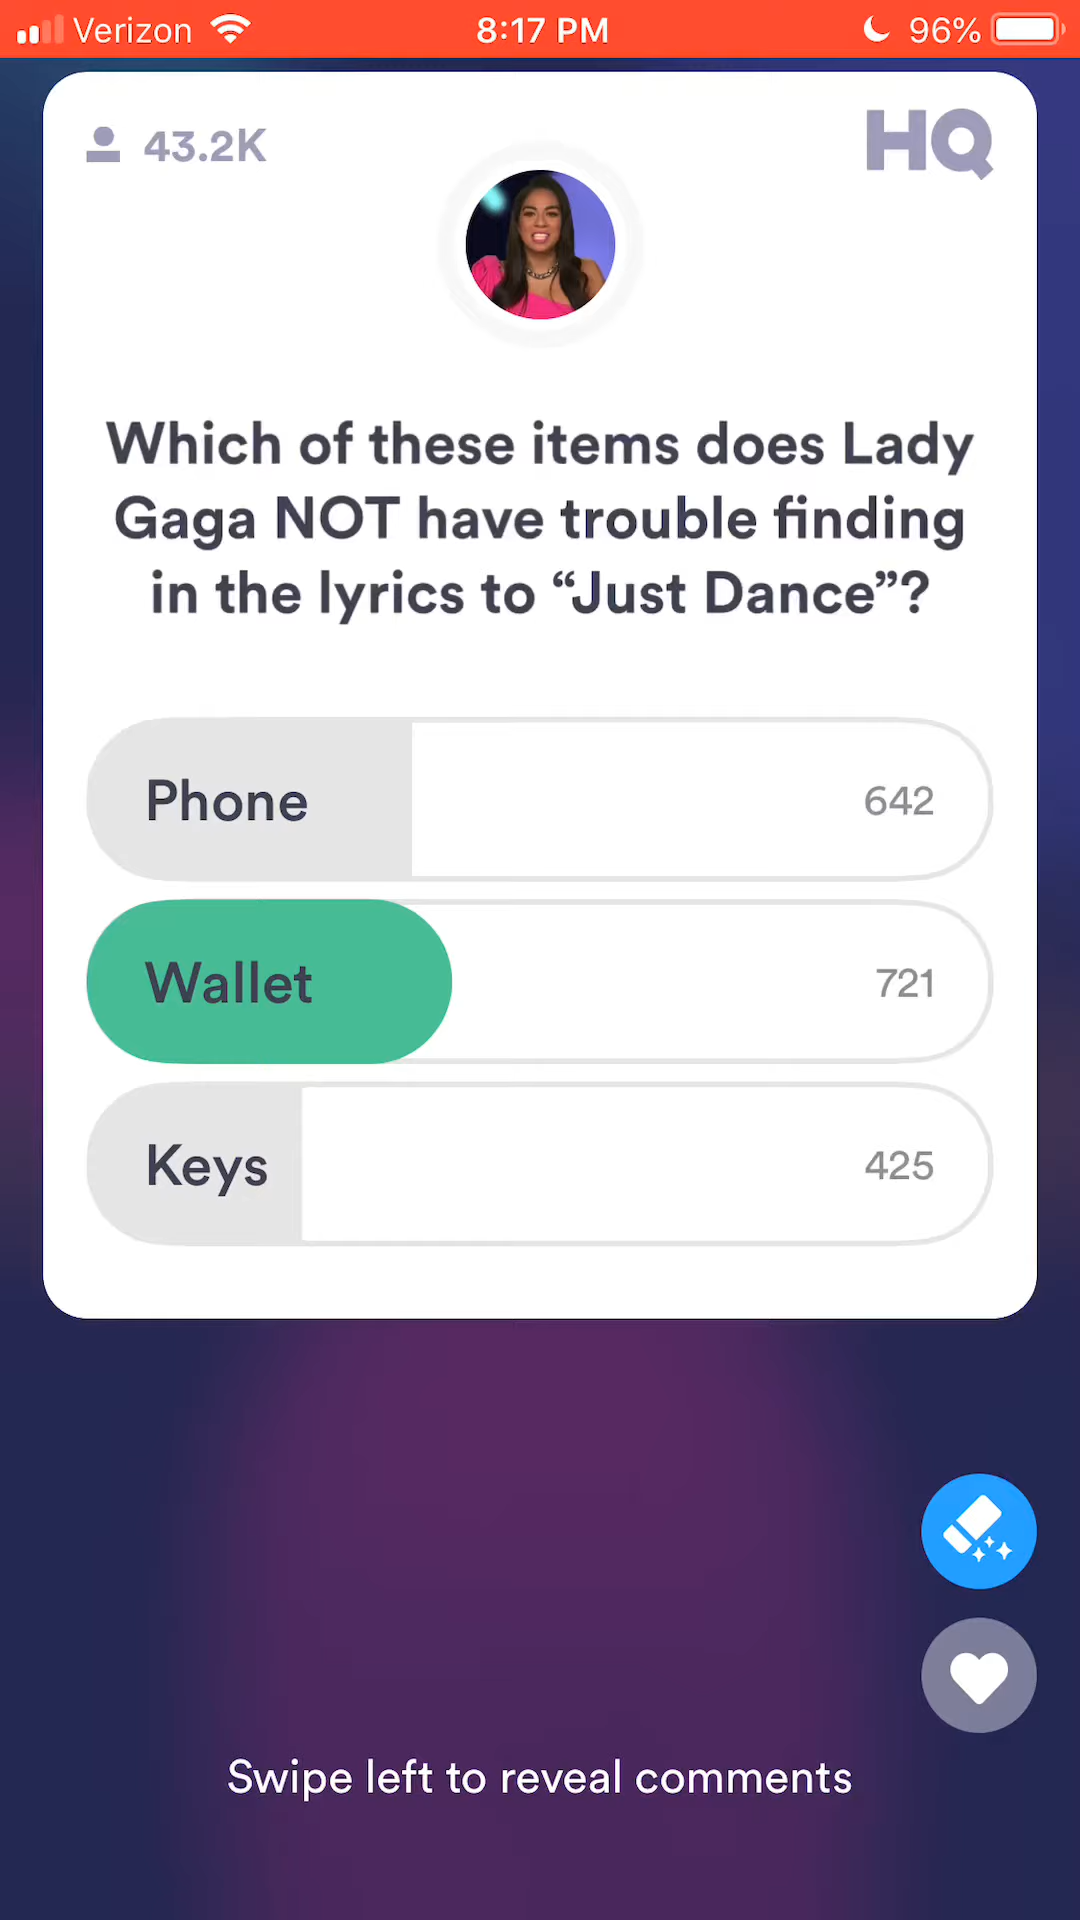 Verizon 8:17 PM 96%
43.2K HQ
Which of these items does Lady
Gaga NOT have trouble finding
in the lyrics to “Just Dance”?
Phone 642
Wallet 721
Keys 425
Swipe left to reveal comments